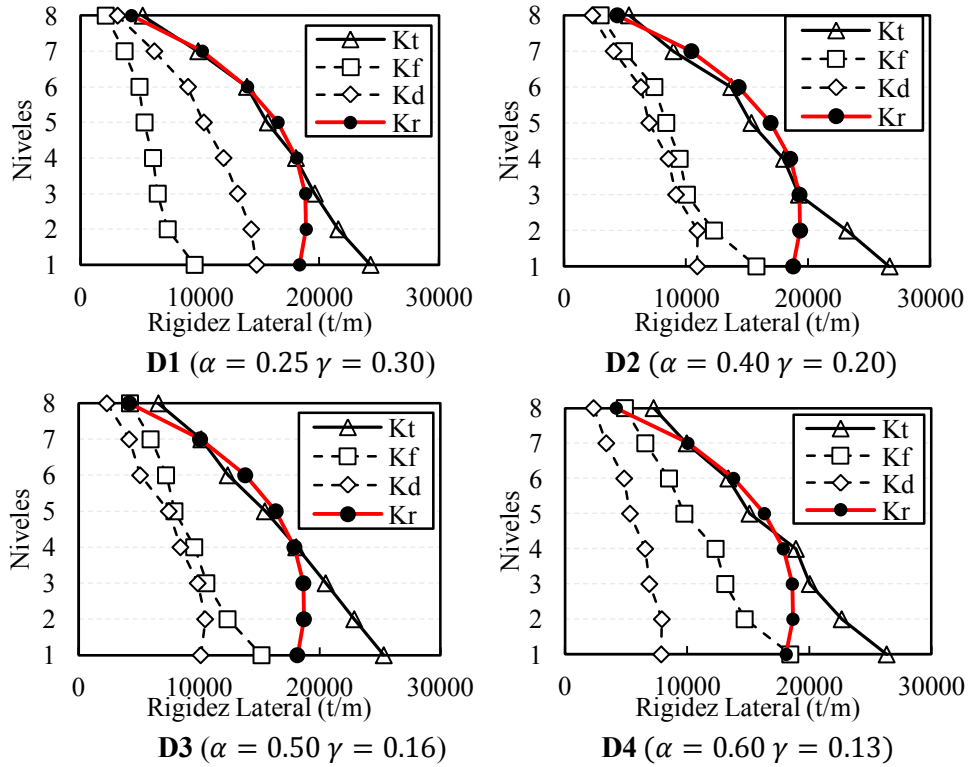 Niveles
8
7
6
5
4
3
2
1
0 10000 20000 30000
Rigidez Lateral (t/m)
Kt
Kf
Kd
Kr
D1 (α = 0.25 γ = 0.30)
Niveles
8
7
6
5
4
3
2
1
0 10000 20000 30000
Rigidez Lateral (t/m)
Kt
Kf
Kd
Kr
D2 (α = 0.40 γ = 0.20)
Niveles
8
7
6
5
4
3
2
1
0 10000 20000 30000
Rigidez Lateral (t/m)
Kt
Kf
Kd
Kr
D3 (α = 0.50 γ = 0.16)
Niveles
8
7
6
5
4
3
2
1
0 10000 20000 30000
Rigidez Lateral (t/m)
Kt
Kf
Kd
Kr
D4 (α = 0.60 γ = 0.13)